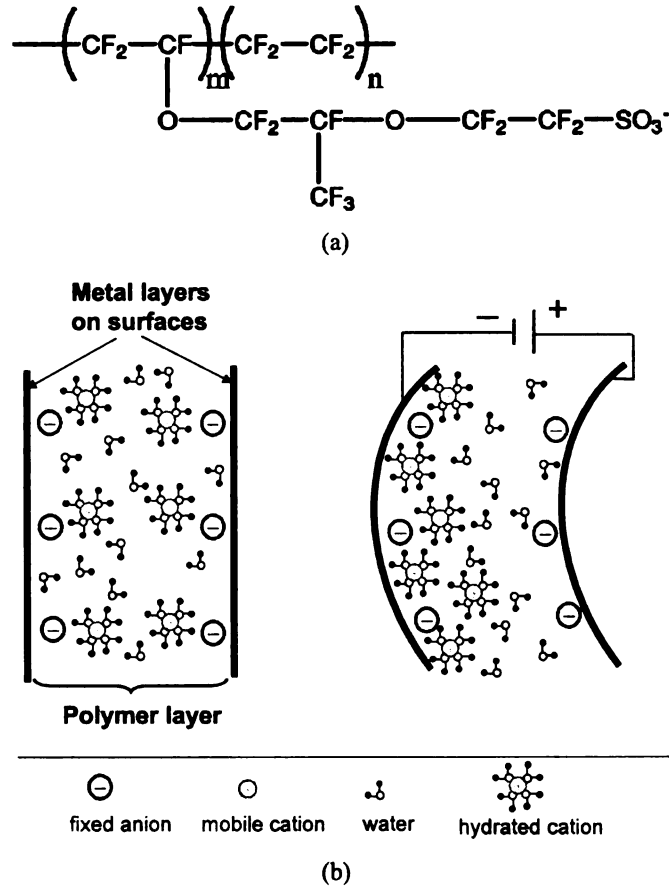 CF₂ CF m CF₂ CF₂ n
O CF₂ CF O CF₂ CF₂ SO₃⁻
CF₃
(a)
Metal layers
on surfaces
− +
Polymer layer
fixed anion mobile cation water hydrated cation
(b)